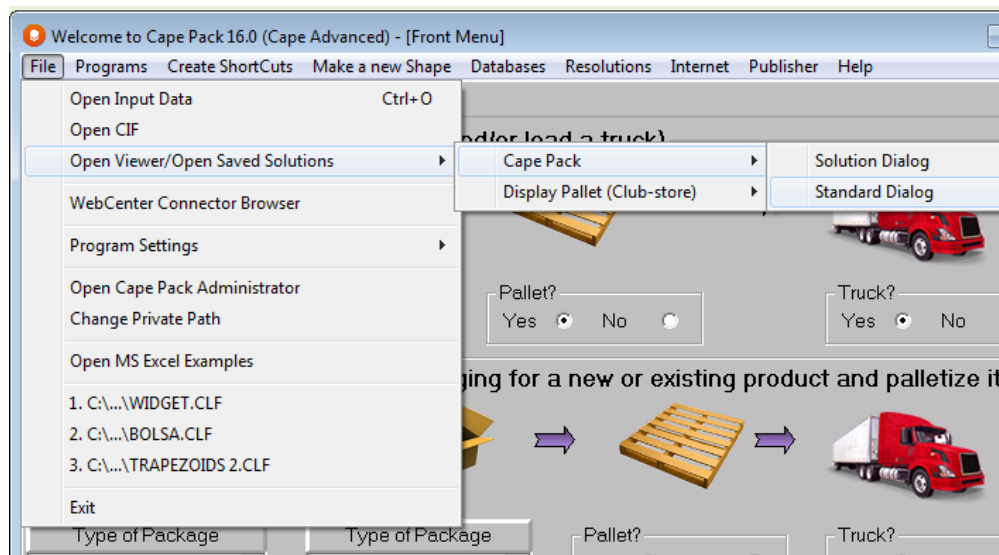 Welcome to Cape Pack 16.0 (Cape Advanced) - [Front Menu]
File Programs Create ShortCuts Make a new Shape Databases Resolutions Internet Publisher Help
Open Input Data Ctrl+O
Open CIF
and/or load a truck)
Open Viewer/Open Saved Solutions Cape Pack Solution Dialog
Display Pallet (Club-store) Standard Dialog
WebCenter Connector Browser
Program Settings
Open Cape Pack Administrator Pallet? Truck?
Change Private Path Yes No Yes No
Open MS Excel Examples
ging for a new or existing product and palletize it
1. C:\...\WIDGET.CLF
2. C:\...\BOLSA.CLF
3. C:\...\TRAPEZOIDS 2.CLF
Exit
Type of Package Type of Package Pallet? Truck?